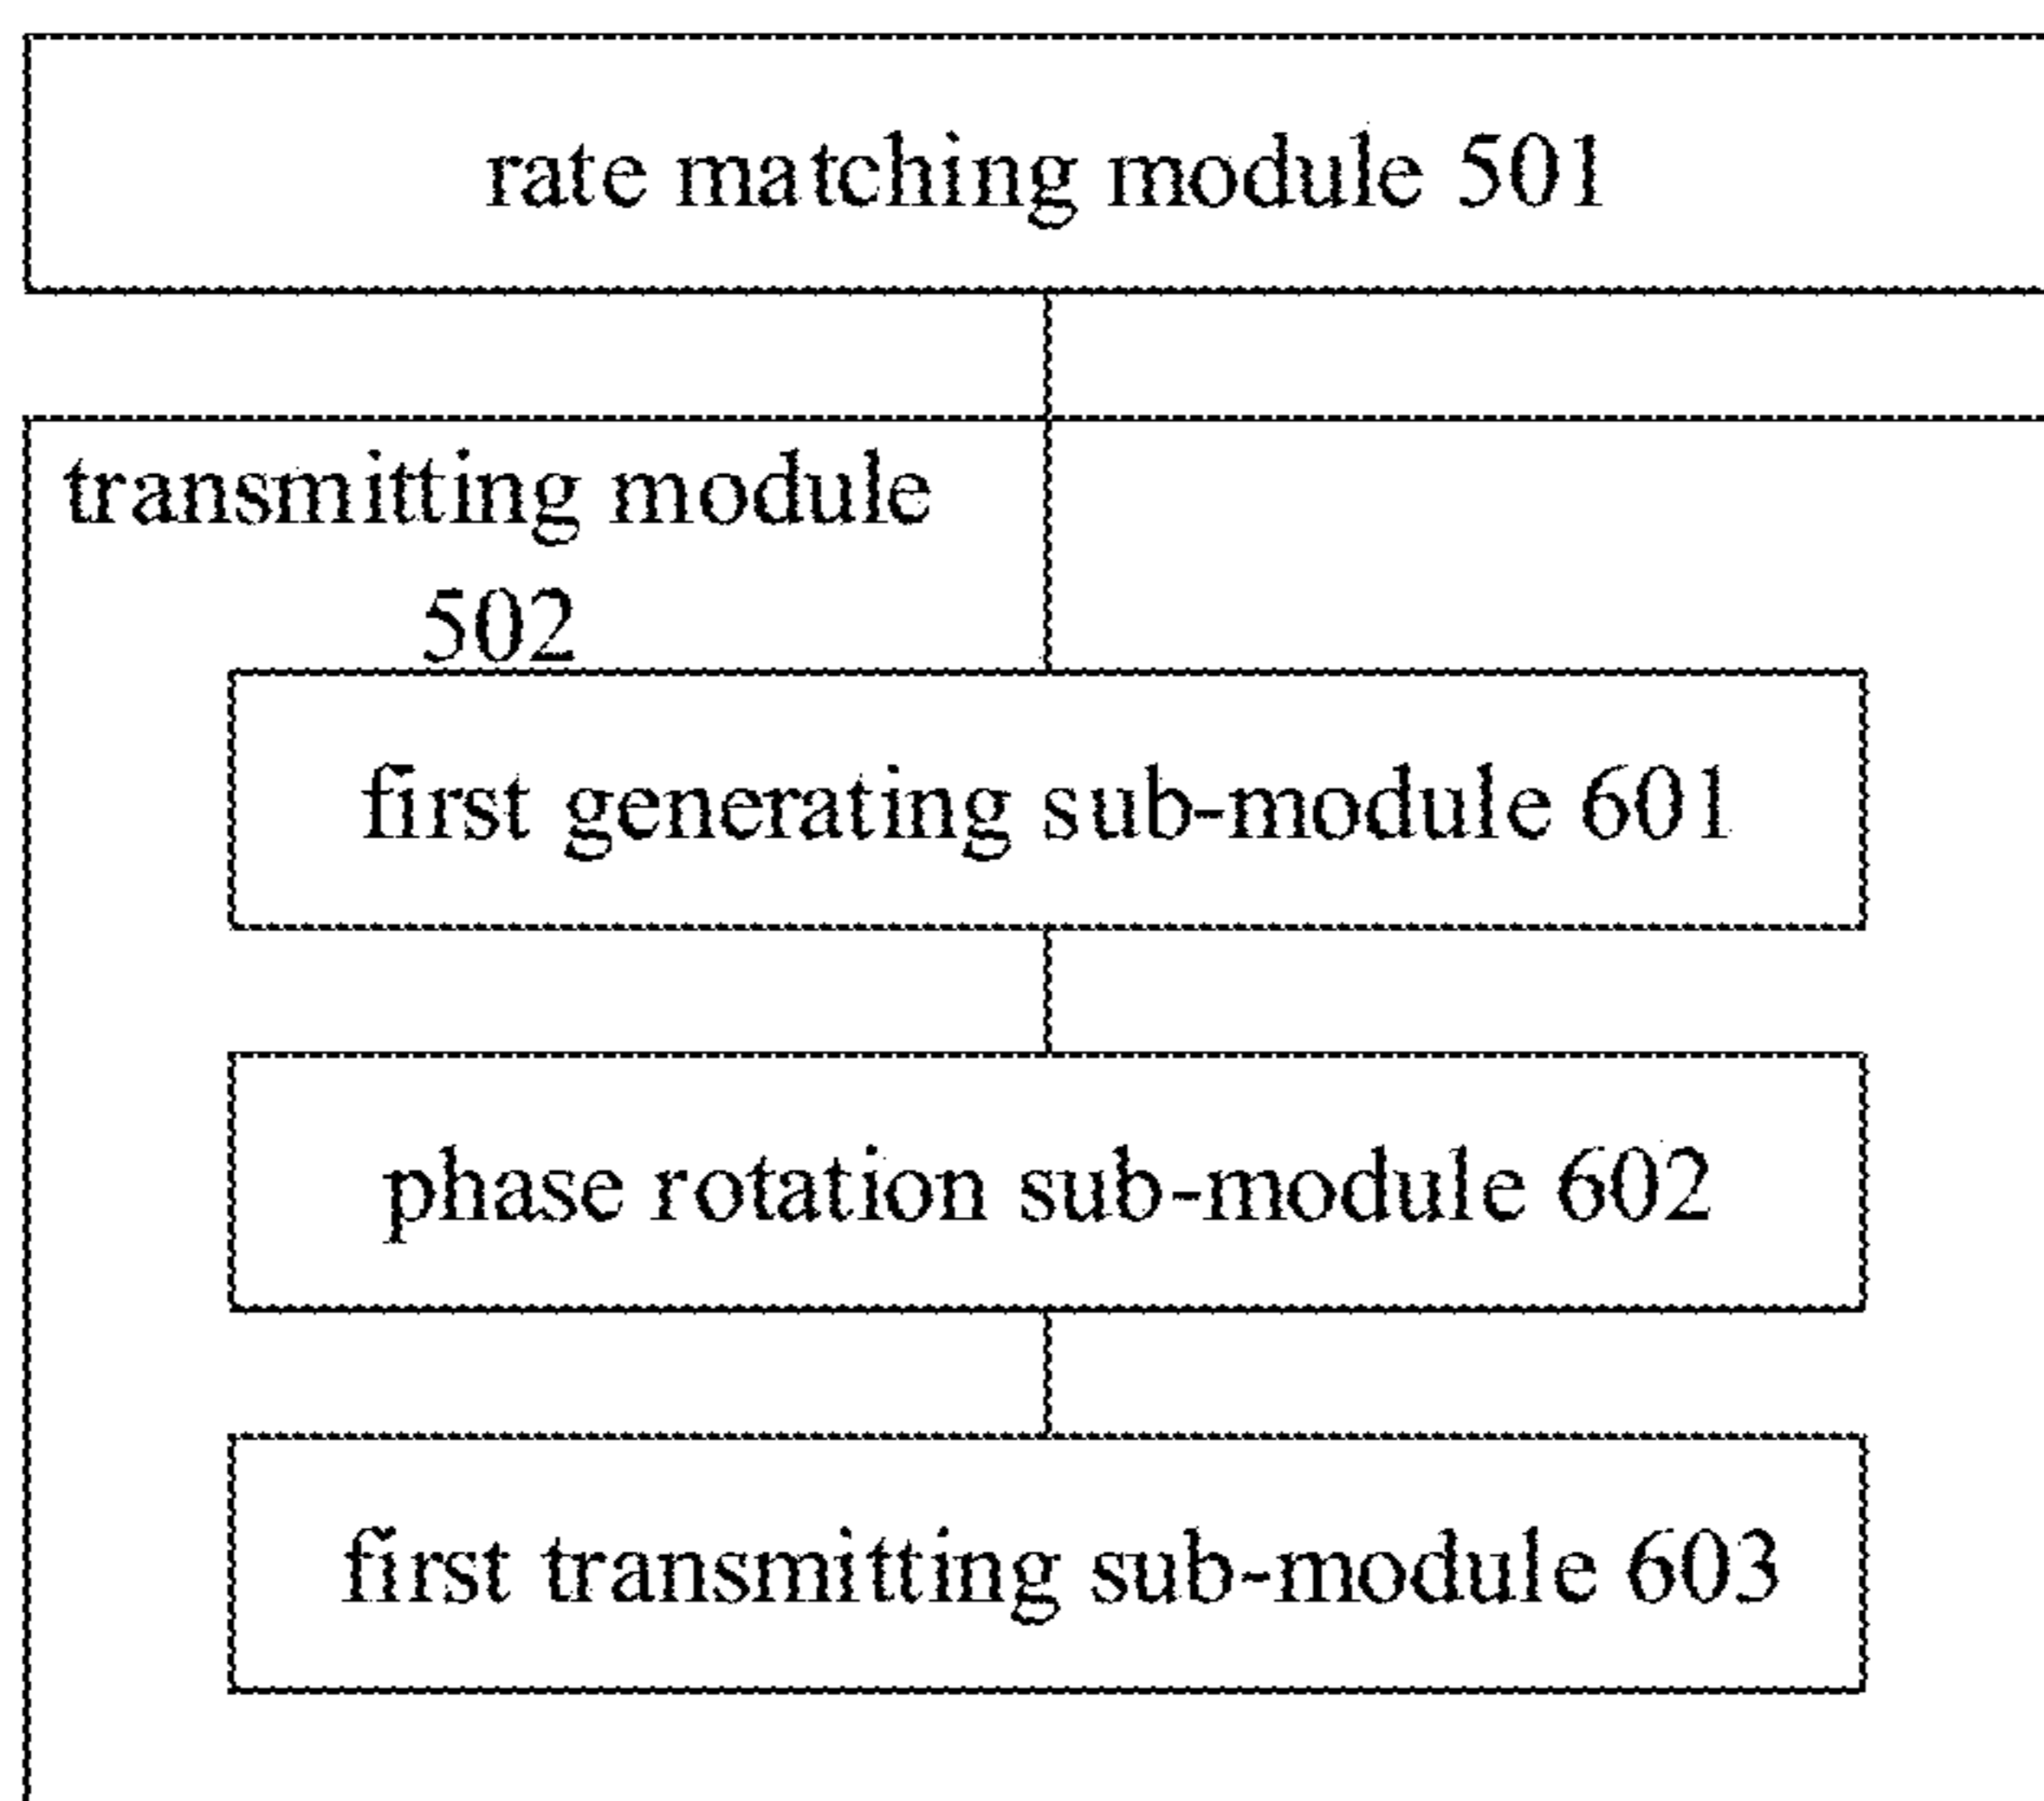 rate matching module 501
transmitting module
502
first generating sub-module 601
phase rotation sub-module 602
first transmitting sub-module 603